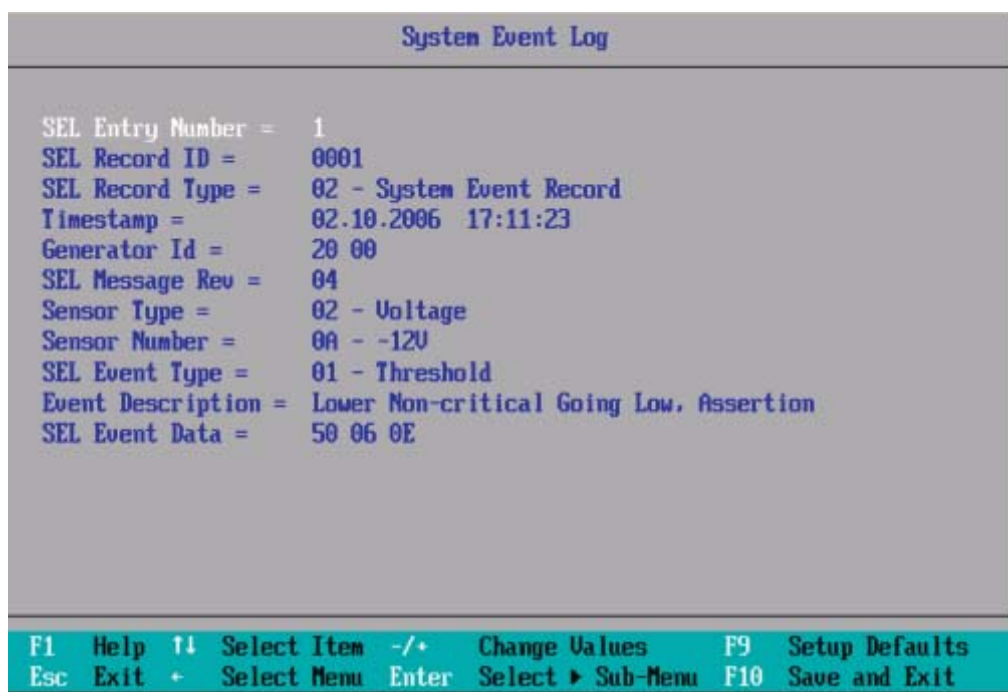 System Event Log
SEL Entry Number = 1
SEL Record ID = 0001
SEL Record Type = 02 - System Event Record
Timestamp = 02.10.2006 17:11:23
Generator Id = 20 00
SEL Message Rev = 04
Sensor Type = 02 - Voltage
Sensor Number = 0A - -12V
SEL Event Type = 01 - Threshold
Event Description = Lower Non-critical Going Low, Assertion
SEL Event Data = 50 06 0E
F1 Help ↑↓ Select Item -/+ Change Values F9 Setup Defaults
Esc Exit ← Select Menu Enter Select ▶ Sub-Menu F10 Save and Exit